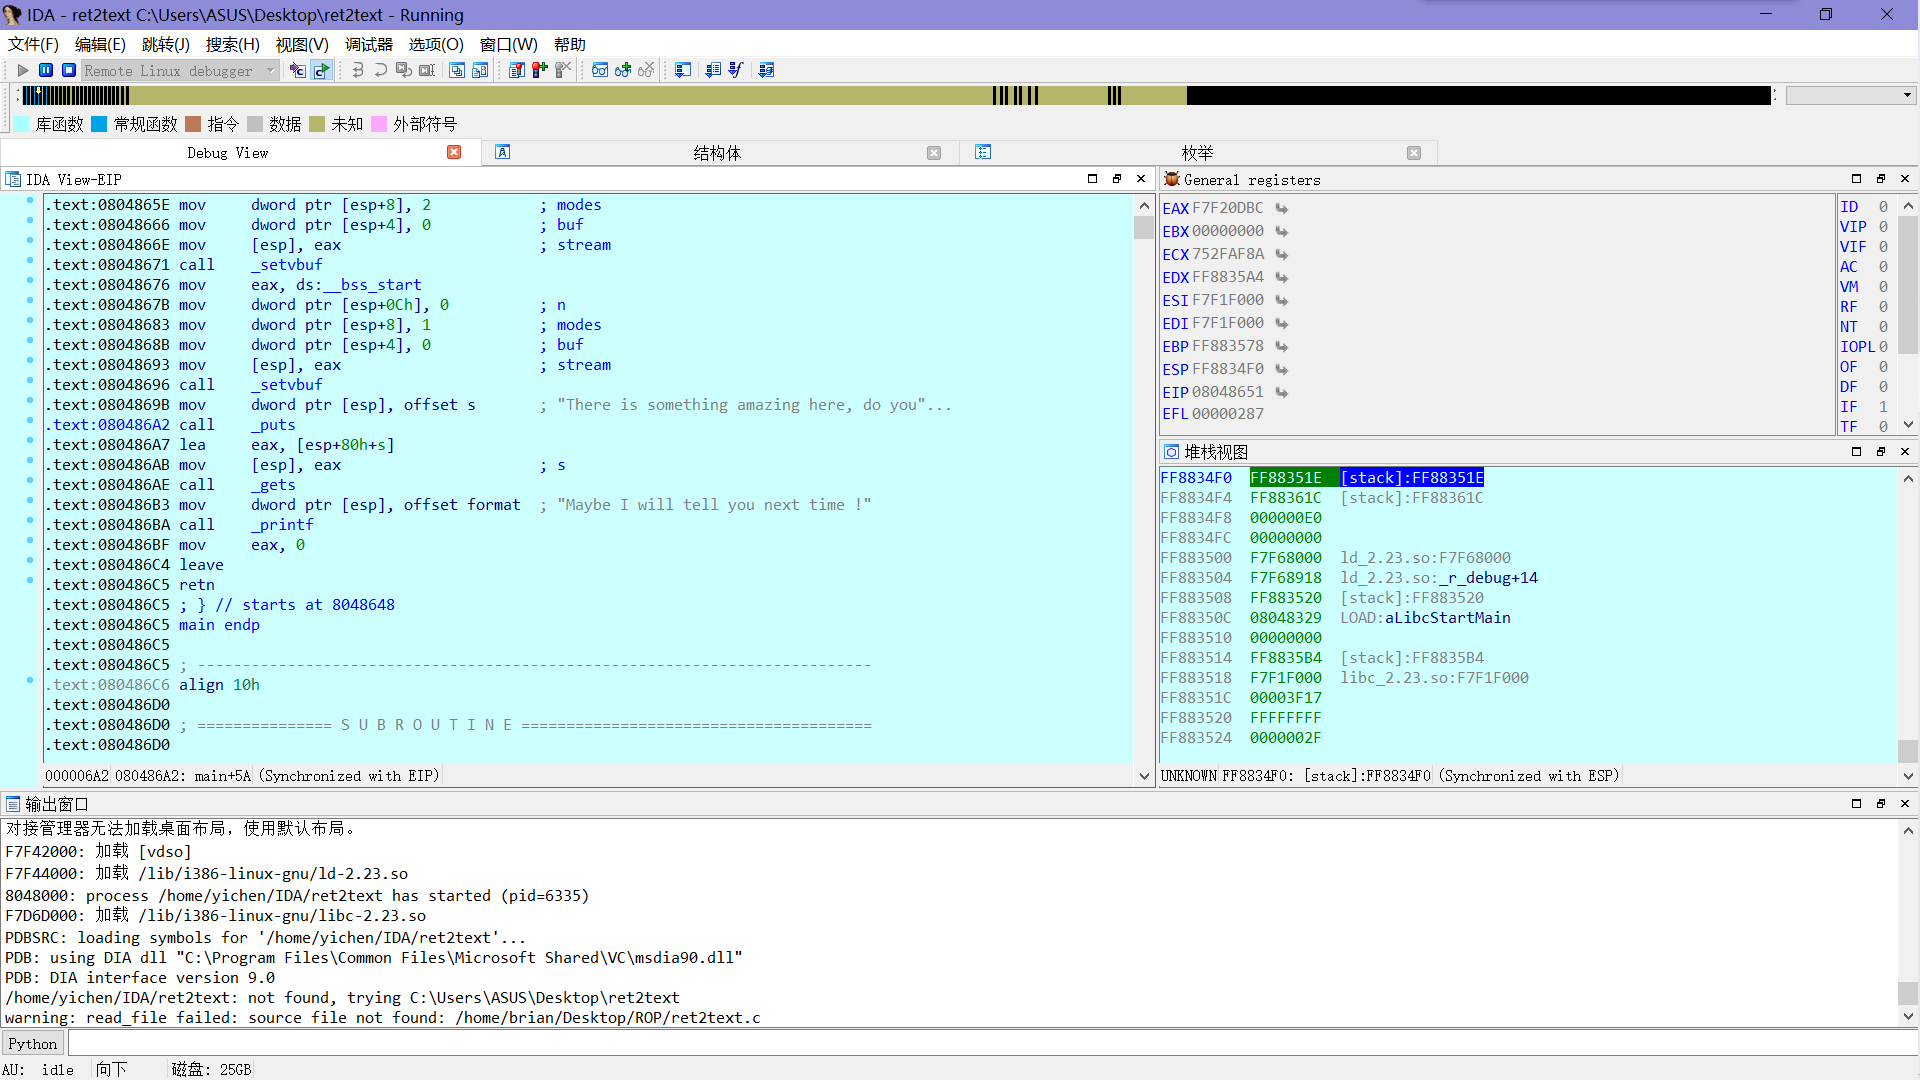 IDA - ret2text C:\Users\ASUS\Desktop\ret2text - Running
文件(F) 编辑(E) 跳转(J) 搜索(H) 视图(V) 调试器 选项(O) 窗口(W) 帮助
Remote Linux debugger
库函数 常规函数 指令 数据 未知 外部符号
Debug View 结构体 枚举
IDA View-EIP
.text:0804865E mov dword ptr [esp+8], 2 ; modes
.text:08048666 mov dword ptr [esp+4], 0 ; buf
.text:0804866E mov [esp], eax ; stream
.text:08048671 call _setvbuf
.text:08048676 mov eax, ds:__bss_start
.text:0804867B mov dword ptr [esp+0Ch], 0 ; n
.text:08048683 mov dword ptr [esp+8], 1 ; modes
.text:0804868B mov dword ptr [esp+4], 0 ; buf
.text:08048693 mov [esp], eax ; stream
.text:08048696 call _setvbuf
.text:0804869B mov dword ptr [esp], offset s ; "There is something amazing here, do you"...
.text:080486A2 call _puts
.text:080486A7 lea eax, [esp+80h+s]
.text:080486AB mov [esp], eax ; s
.text:080486AE call _gets
.text:080486B3 mov dword ptr [esp], offset format ; "Maybe I will tell you next time !"
.text:080486BA call _printf
.text:080486BF mov eax, 0
.text:080486C4 leave
.text:080486C5 retn
.text:080486C5 ; } // starts at 8048648
.text:080486C5 main endp
.text:080486C5
.text:080486C5 ; ---------------------------------------------------------------------------
.text:080486C6 align 10h
.text:080486D0
.text:080486D0 ; =============== S U B R O U T I N E =======================================
.text:080486D0
000006A2 080486A2: main+5A (Synchronized with EIP)
General registers
EAX F7F20DBC
EBX 00000000
ECX 752FAF8A
EDX FF8835A4
ESI F7F1F000
EDI F7F1F000
EBP FF883578
ESP FF8834F0
EIP 08048651
EFL 00000287
ID 0
VIP 0
VIF 0
AC 0
VM 0
RF 0
NT 0
IOPL 0
OF 0
DF 0
IF 1
TF 0
堆栈视图
FF8834F0 FF88351E [stack]:FF88351E
FF8834F4 FF88361C [stack]:FF88361C
FF8834F8 000000E0
FF8834FC 00000000
FF883500 F7F68000 ld_2.23.so:F7F68000
FF883504 F7F68918 ld_2.23.so:_r_debug+14
FF883508 FF883520 [stack]:FF883520
FF88350C 08048329 LOAD:aLibcStartMain
FF883510 00000000
FF883514 FF8835B4 [stack]:FF8835B4
FF883518 F7F1F000 libc_2.23.so:F7F1F000
FF88351C 00003F17
FF883520 FFFFFFFF
FF883524 0000002F
UNKNOWN FF8834F0: [stack]:FF8834F0 (Synchronized with ESP)
输出窗口
对接管理器无法加载桌面布局，使用默认布局。
F7F42000: 加载 [vdso]
F7F44000: 加载 /lib/i386-linux-gnu/ld-2.23.so
8048000: process /home/yichen/IDA/ret2text has started (pid=6335)
F7D6D000: 加载 /lib/i386-linux-gnu/libc-2.23.so
PDBSRC: loading symbols for '/home/yichen/IDA/ret2text'...
PDB: using DIA dll "C:\Program Files\Common Files\Microsoft Shared\VC\msdia90.dll"
PDB: DIA interface version 9.0
/home/yichen/IDA/ret2text: not found, trying C:\Users\ASUS\Desktop\ret2text
warning: read_file failed: source file not found: /home/brian/Desktop/ROP/ret2text.c
Python
AU: idle 向下 磁盘: 25GB